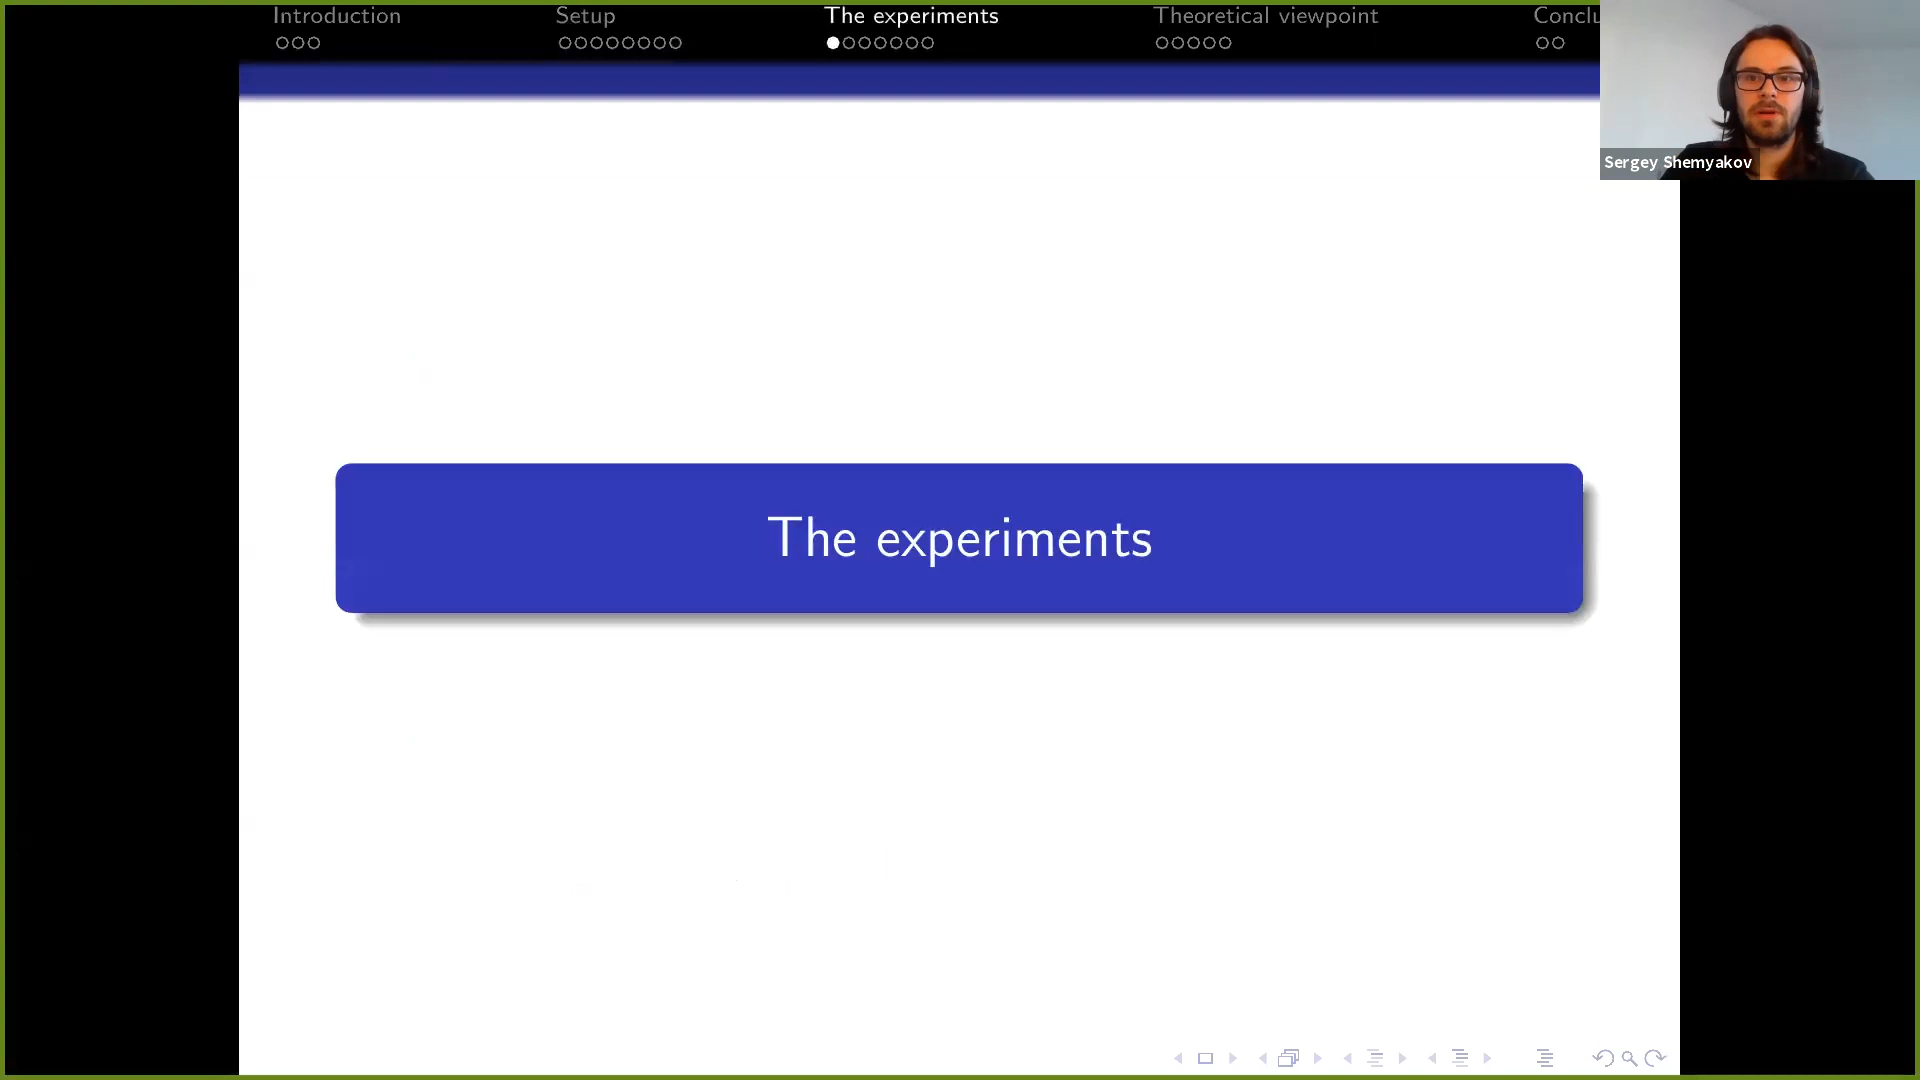 Introduction Setup The experiments Theoretical viewpoint Conclu
Sergey Shemyakov
The experiments